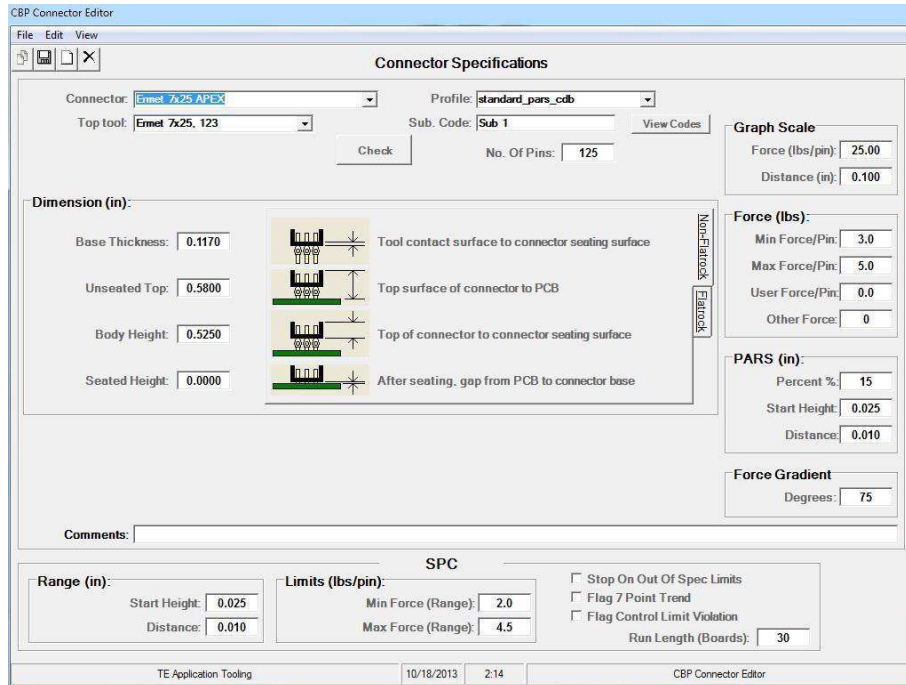 CBP Connector Editor
File Edit View
Connector Specifications
Connector: Ermet 7x25 APEX
Profile: standard_pars_cdb
Top tool: Ermet 7x25, 123
Sub. Code: Sub 1
View Codes
Check
No. Of Pins: 125
Graph Scale
Force (lbs/pin): 25.00
Distance (in): 0.100
Dimension (in):
Base Thickness: 0.1170
Tool contact surface to connector seating surface
Unseated Top: 0.5800
Top surface of connector to PCB
Body Height: 0.5250
Top of connector to connector seating surface
Seated Height: 0.0000
After seating, gap from PCB to connector base
Non-Flatrock
Flatrock
Force (lbs):
Min Force/Pin: 3.0
Max Force/Pin: 5.0
User Force/Pin: 0.0
Other Force: 0
PARS (in):
Percent %: 15
Start Height: 0.025
Distance: 0.010
Force Gradient
Degrees: 75
Comments:
SPC
Range (in):
Start Height: 0.025
Distance: 0.010
Limits (lbs/pin):
Min Force (Range): 2.0
Max Force (Range): 4.5
Stop On Out Of Spec Limits
Flag 7 Point Trend
Flag Control Limit Violation
Run Length (Boards): 30
TE Application Tooling 10/18/2013 2:14 CBP Connector Editor